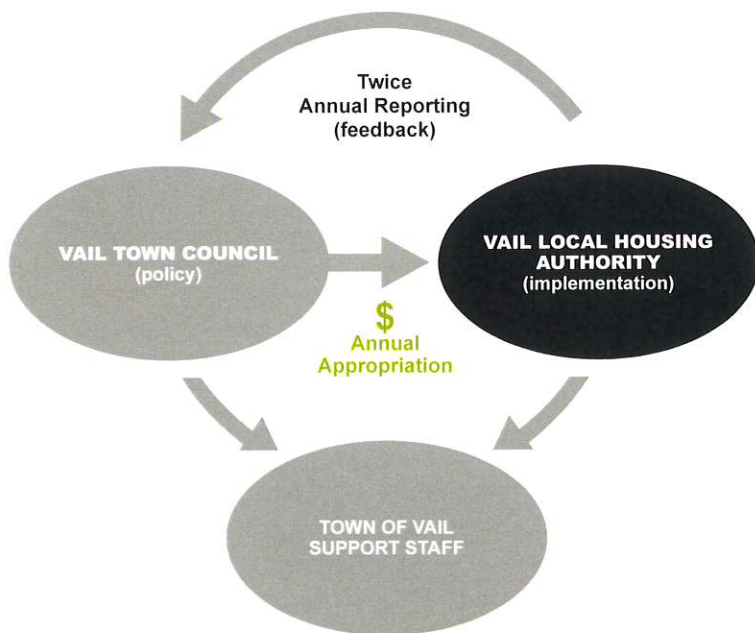 Twice
Annual Reporting
(feedback)
VAIL TOWN COUNCIL
(policy)
VAIL LOCAL HOUSING
AUTHORITY
(implementation)
$
Annual
Appropriation
TOWN OF VAIL
SUPPORT STAFF